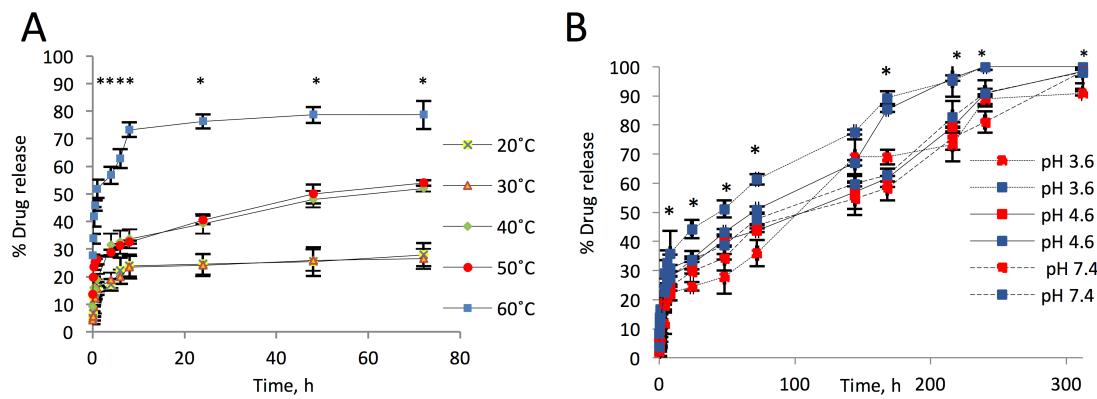 A
B
100
90
80
70
60
50
40
30
20
10
0
% Drug release
* * * * * * *
0 20 40 60 80
Time, h
20˚C
30˚C
40˚C
50˚C
60˚C
100
90
80
70
60
50
40
30
20
10
0
% Drug release
* * * * * * * *
0 100 200 300
Time, h
pH 3.6
pH 3.6
pH 4.6
pH 4.6
pH 7.4
pH 7.4